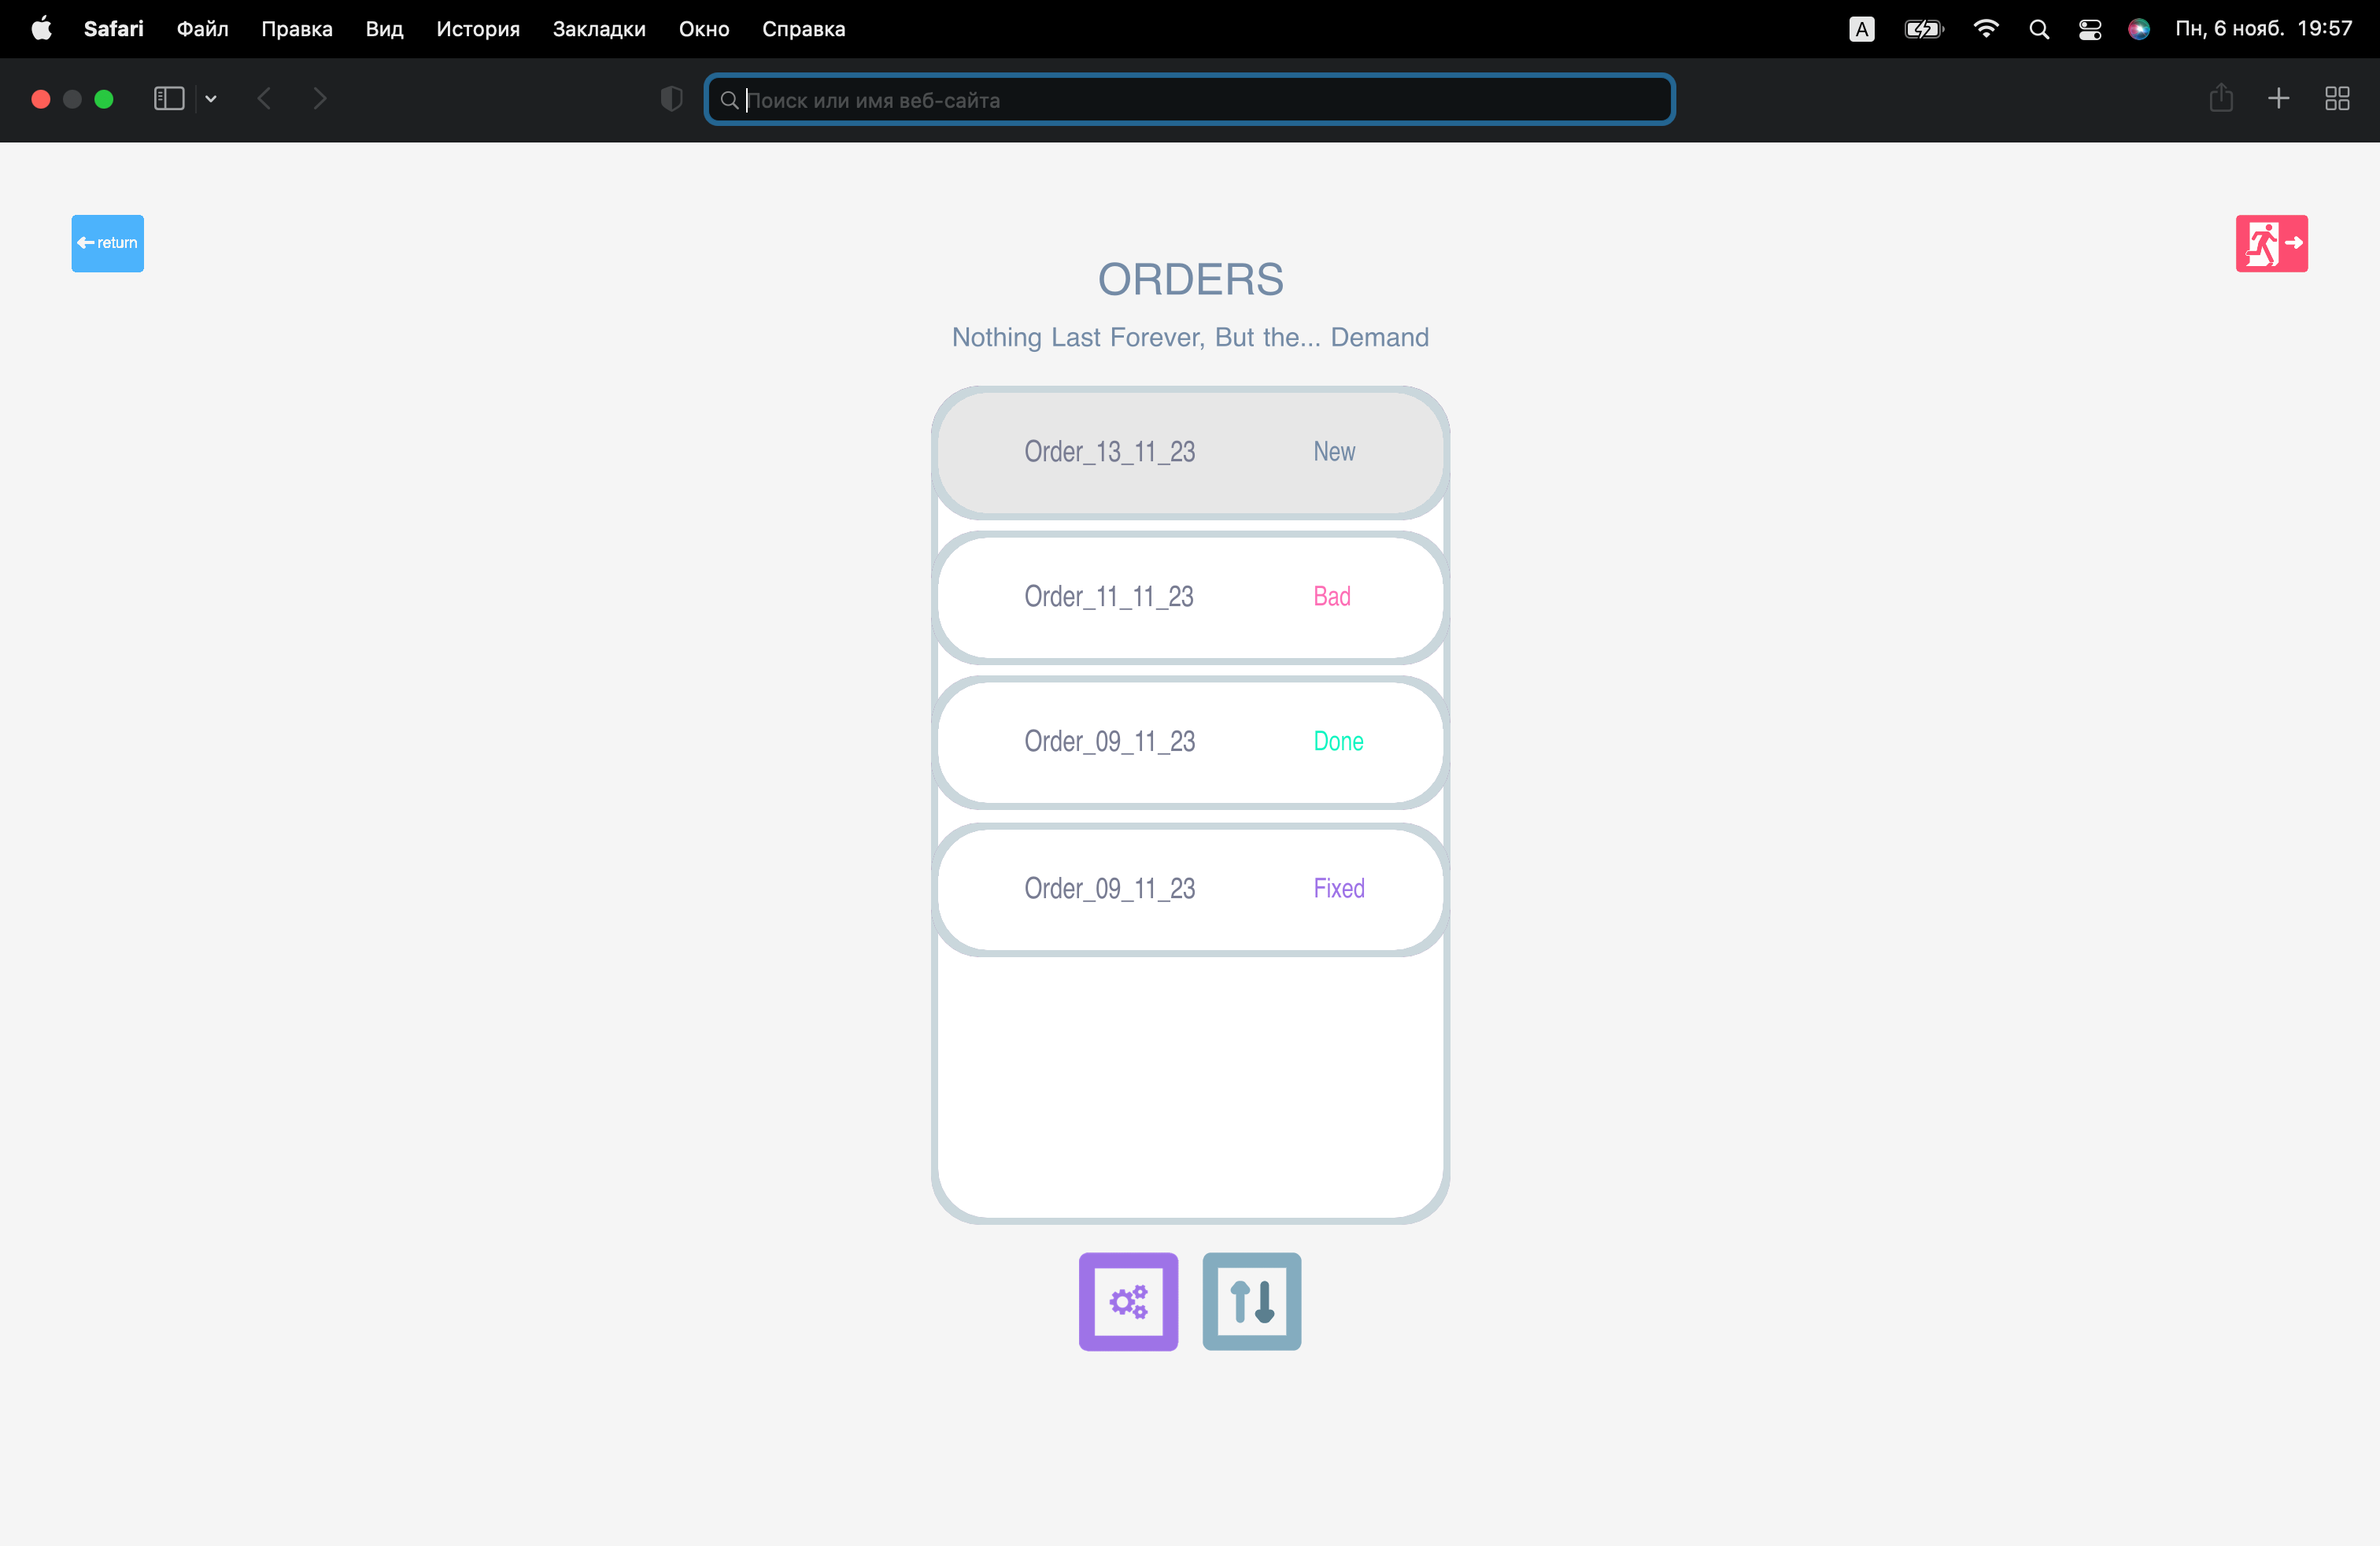 Safari Файл Правка Вид История Закладки Окно Справка A Пн, 6 нояб. 19:57
Поиск или имя веб-сайта
return
ORDERS
Nothing Last Forever, But the... Demand
Order_13_11_23 New
Order_11_11_23 Bad
Order_09_11_23 Done
Order_09_11_23 Fixed